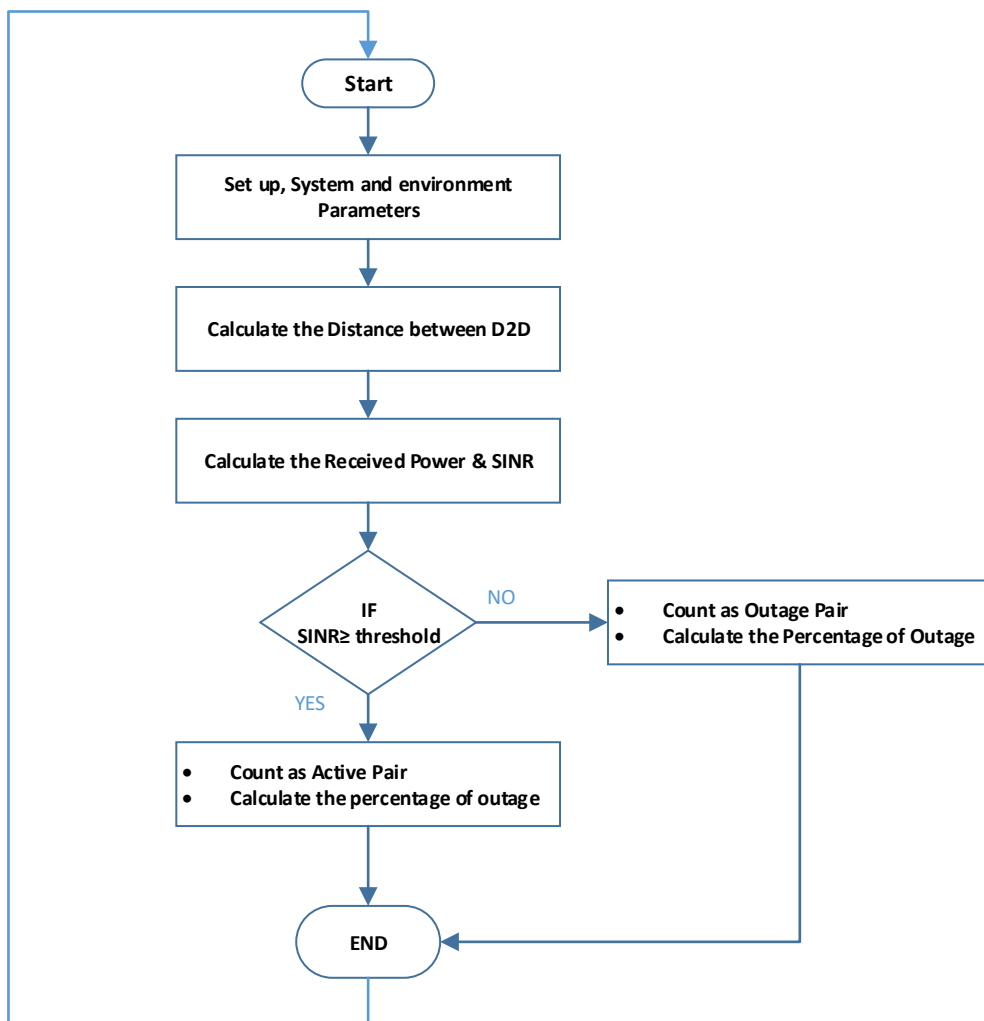 Start
Set up, System and environment
Parameters
Calculate the Distance between D2D
Calculate the Received Power & SINR
IF
SINR≥ threshold
NO
• Count as Outage Pair
• Calculate the Percentage of Outage
YES
• Count as Active Pair
• Calculate the percentage of outage
END